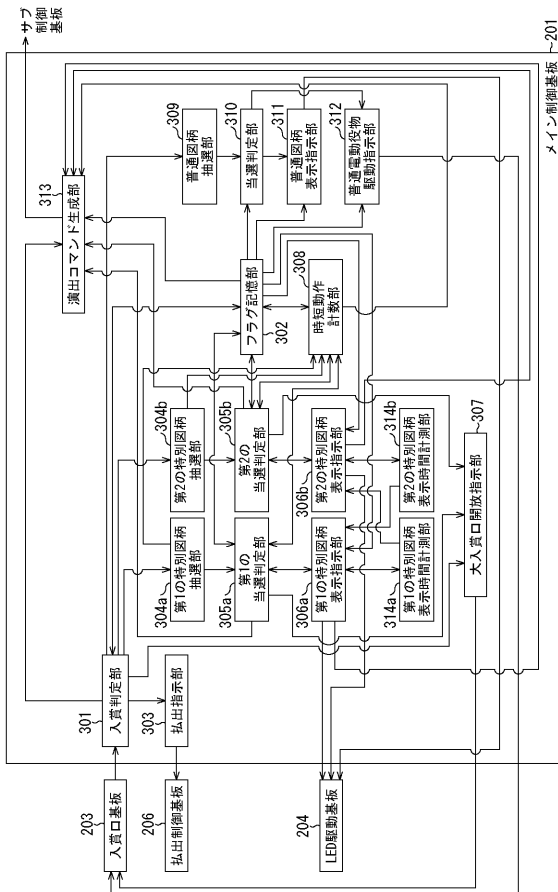 サブ
制御
基板
201
メイン制御基板
313
演出コマンド生成部
309
普通図柄
抽選部
310
当選判定部
311
普通図柄
表示指示部
312
普通電動役物
駆動指示部
フラグ記憶部
302
308
時短動作
計数部
304b
第2の特別図柄
抽選部
305b
第2の
当選判定部
306b
第2の特別図柄
表示指示部
314b
第2の特別図柄
表示時間計測部
304a
第1の特別図柄
抽選部
305a
第1の
当選判定部
306a
第1の特別図柄
表示指示部
314a
第1の特別図柄
表示時間計測部
307
大入賞口開放指示部
301
入賞判定部
303
払出指示部
203
入賞口基板
206
払出制御基板
204
LED駆動基板